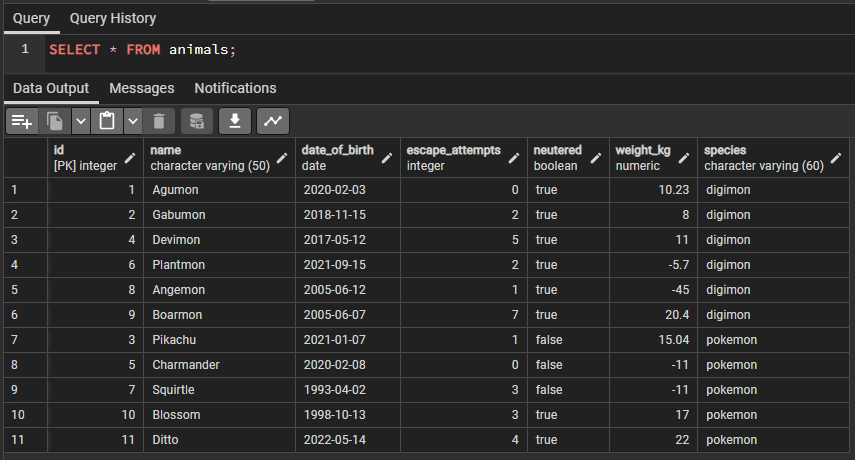 Query Query History
1 SELECT * FROM animals;
Data Output Messages Notifications
id name date_of_birth escape_attempts neutered weight_kg species
[PK] integer character varying (50) date integer boolean numeric character varying (60)
1 1 Agumon 2020-02-03 0 true 10.23 digimon
2 2 Gabumon 2018-11-15 2 true 8 digimon
3 4 Devimon 2017-05-12 5 true 11 digimon
4 6 Plantmon 2021-09-15 2 true -5.7 digimon
5 8 Angemon 2005-06-12 1 true -45 digimon
6 9 Boarmon 2005-06-07 7 true 20.4 digimon
7 3 Pikachu 2021-01-07 1 false 15.04 pokemon
8 5 Charmander 2020-02-08 0 false -11 pokemon
9 7 Squirtle 1993-04-02 3 false -11 pokemon
10 10 Blossom 1998-10-13 3 true 17 pokemon
11 11 Ditto 2022-05-14 4 true 22 pokemon